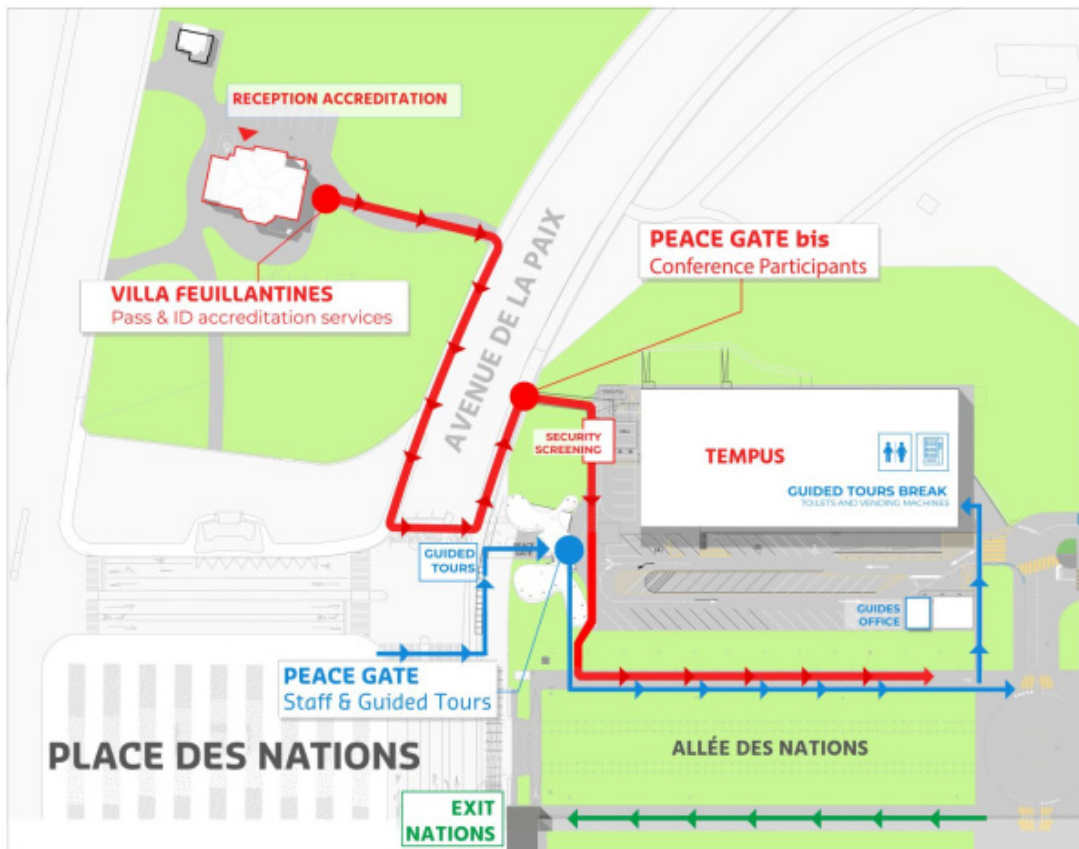 RECEPTION ACCREDITATION
VILLA FEUILLANTINES
Pass & ID accreditation services
AVENUE DE LA PAIX
PEACE GATE bis
Conference Participants
SECURITY
SCREENING
TEMPUS
GUIDED TOURS BREAK
TOILETS AND VENDING MACHINES
GUIDED
TOURS
PEACE
GATE
GUIDES
OFFICE
PEACE GATE
Staff & Guided Tours
PLACE DES NATIONS
ALLÉE DES NATIONS
EXIT
NATIONS